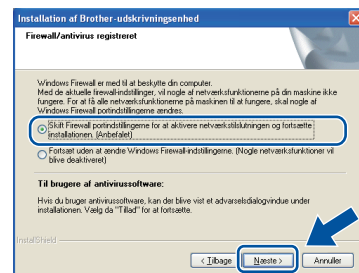 Installation af Brother-udskrivningsenhed
Firewall/antivirus registreret
Windows Firewall er med til at beskytte din computer.
Med de aktuelle firewall-indstillinger, vil nogle af netværksfunktionerne på din maskine ikke
fungere. For at få alle netværksfunktionerne på maskinen til at fungere, skal nogle af
Windows Firewall portindstillingerne ændres.
Skift Firewall portindstillingerne for at aktivere netværkstilslutningen og fortsætte
installationen. (Anbefalet)
Fortsæt uden at ændre Windows Firewall-indstillingerne. (Nogle netværksfunktioner vil
blive deaktiveret)
Til brugere af antivirussoftware:
Hvis du bruger antivirussoftware, kan der blive vist et advarselsdialogvindue under
installationen. Vælg da "Tillad" for at fortsætte.
InstallShield
< Tilbage Næste > Annuller